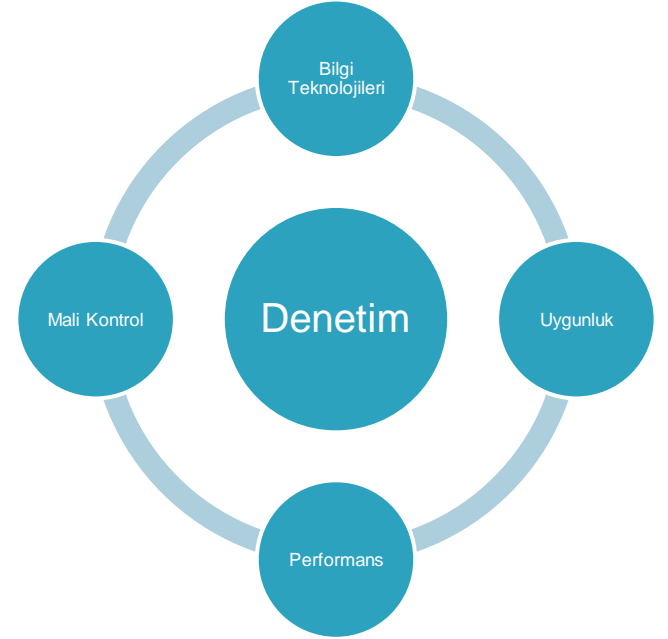 Bilgi
Teknolojileri
Mali Kontrol
Denetim
Uygunluk
Performans